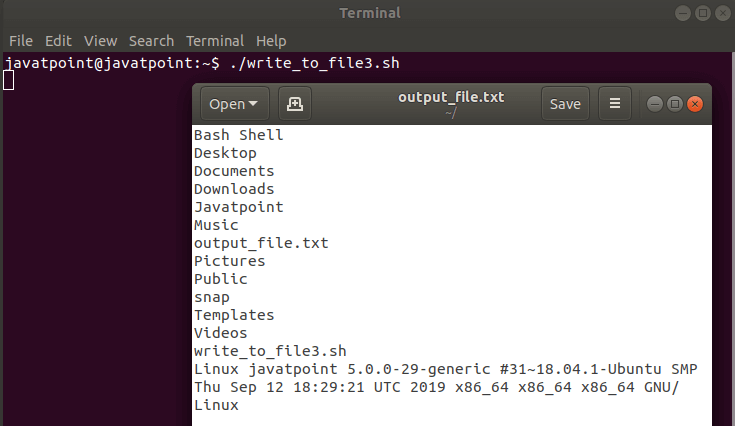 Terminal
File Edit View Search Terminal Help
javatpoint@javatpoint:~$ ./write_to_file3.sh
Open output_file.txt Save
~/
Bash Shell
Desktop
Documents
Downloads
Javatpoint
Music
output_file.txt
Pictures
Public
snap
Templates
Videos
write_to_file3.sh
Linux javatpoint 5.0.0-29-generic #31~18.04.1-Ubuntu SMP
Thu Sep 12 18:29:21 UTC 2019 x86_64 x86_64 x86_64 GNU/
Linux